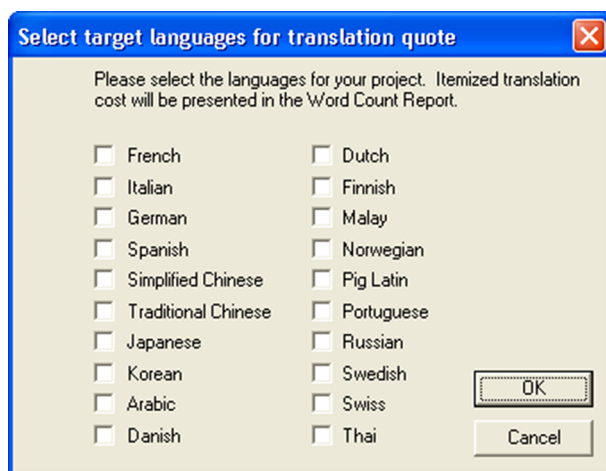 Select target languages for translation quote
Please select the languages for your project.  Itemized translation
cost will be presented in the Word Count Report.
French
Italian
German
Spanish
Simplified Chinese
Traditional Chinese
Japanese
Korean
Arabic
Danish
Dutch
Finnish
Malay
Norwegian
Pig Latin
Portuguese
Russian
Swedish
Swiss
Thai
OK
Cancel